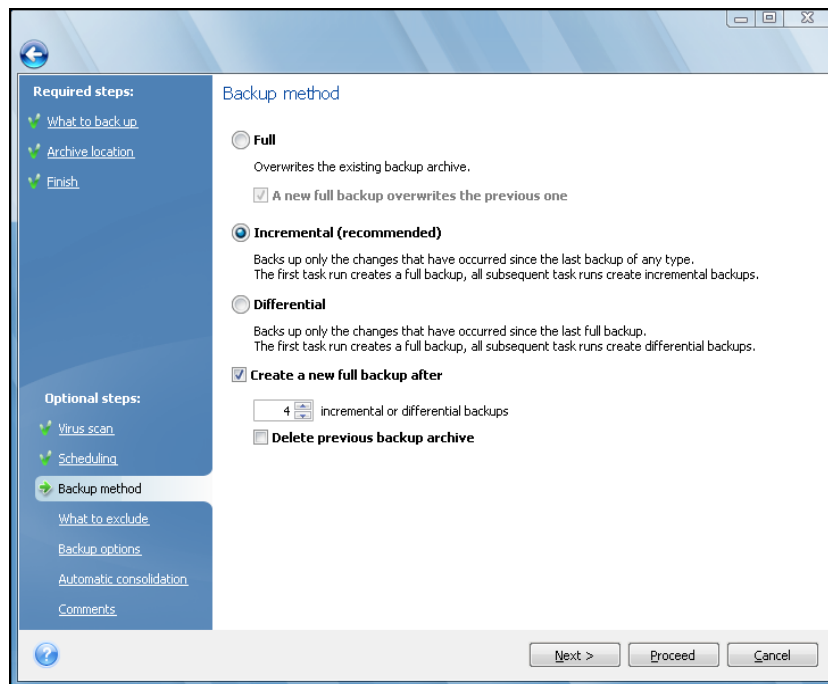 Required steps:
What to back up
Archive location
Finish
Optional steps:
Virus scan
Scheduling
Backup method
What to exclude
Backup options
Automatic consolidation
Comments
Backup method
Full
Overwrites the existing backup archive.
A new full backup overwrites the previous one
Incremental (recommended)
Backs up only the changes that have occurred since the last backup of any type.
The first task run creates a full backup, all subsequent task runs create incremental backups.
Differential
Backs up only the changes that have occurred since the last full backup.
The first task run creates a full backup, all subsequent task runs create differential backups.
Create a new full backup after
4 incremental or differential backups
Delete previous backup archive
?
Next >
Proceed
Cancel